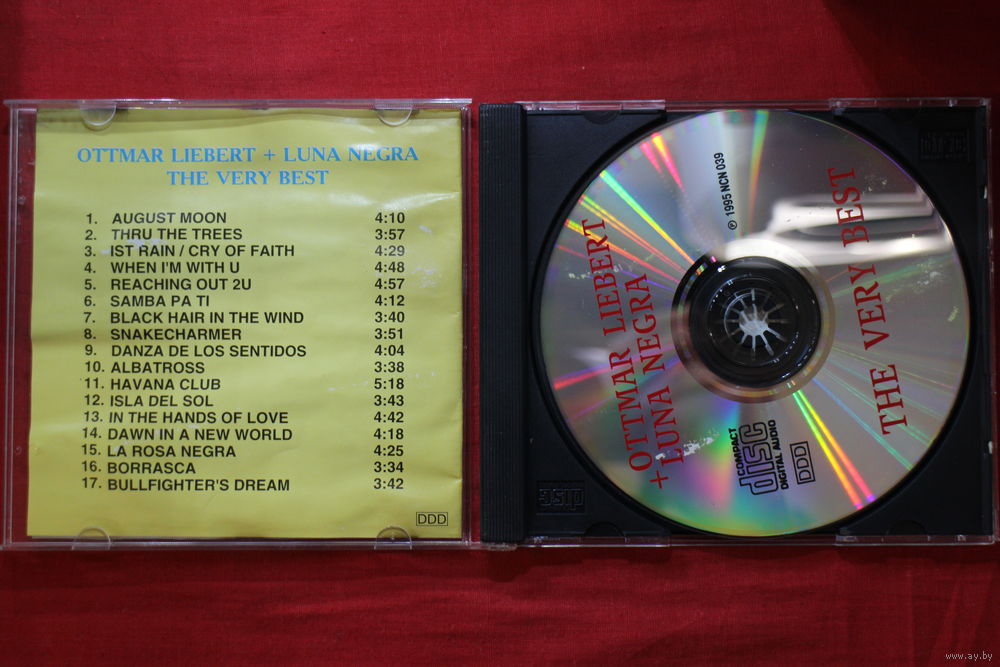 OTTMAR LIEBERT + LUNA NEGRA
THE VERY BEST
1. AUGUST MOON 4:10
2. THRU THE TREES 3:57
3. IST RAIN / CRY OF FAITH 4:29
4. WHEN I'M WITH U 4:48
5. REACHING OUT 2U 4:57
6. SAMBA PA TI 4:12
7. BLACK HAIR IN THE WIND 3:40
8. SNAKECHARMER 3:51
9. DANZA DE LOS SENTIDOS 4:04
10. ALBATROSS 3:38
11. HAVANA CLUB 5:18
12. ISLA DEL SOL 3:43
13. IN THE HANDS OF LOVE 4:42
14. DAWN IN A NEW WORLD 4:18
15. LA ROSA NEGRA 4:25
16. BORRASCA 3:34
17. BULLFIGHTER'S DREAM 3:42
DDD
OTTMAR LIEBERT
+ LUNA NEGRA
THE VERY BEST
℗ 1995 NCN 039
COMPACT
disc
DIGITAL AUDIO
DDD
disc
www.ay.by